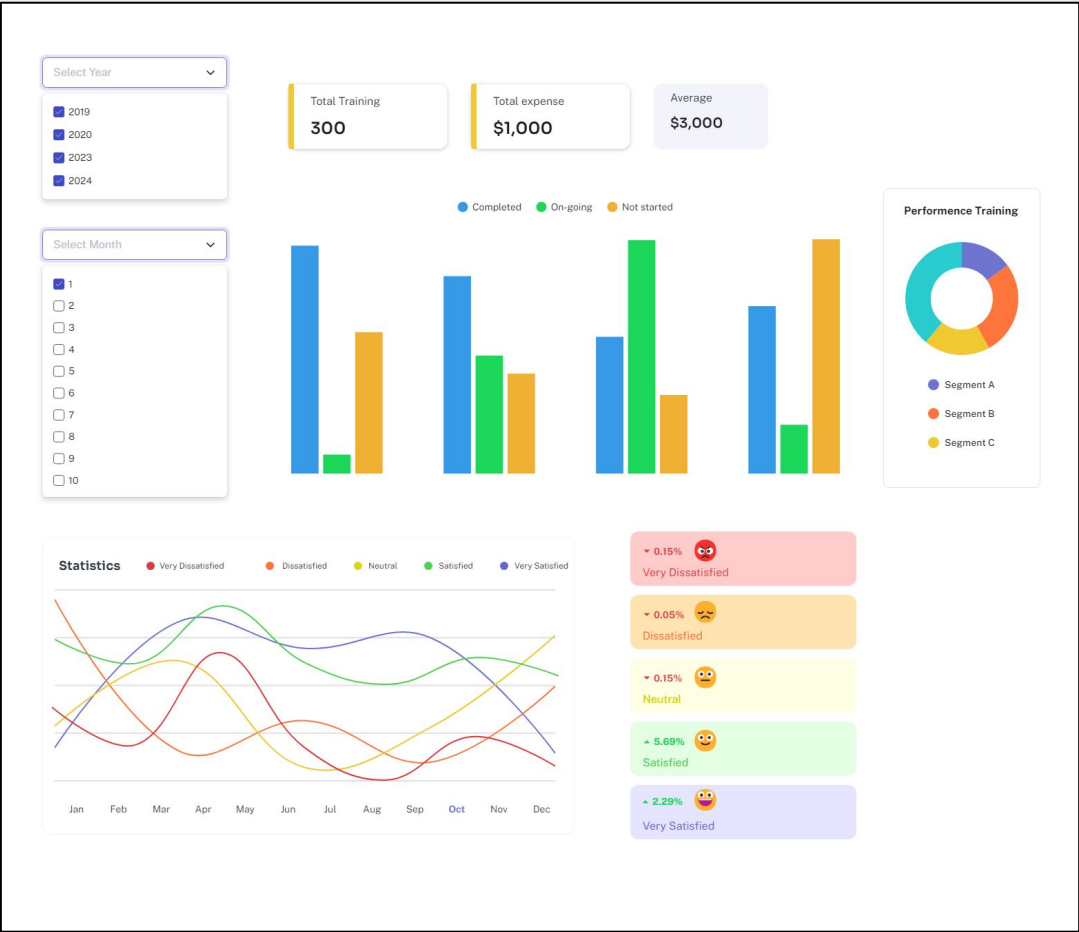 Select Year
2019
2020
2023
2024
Total Training
300
Total expense
$1,000
Average
$3,000
Select Month
1
2
3
4
5
6
7
8
9
10
Completed On-going Not started
Performence Training
Segment A
Segment B
Segment C
Statistics Very Dissatisfied Dissatisfied Neutral Satisfied Very Satisfied
Jan Feb Mar Apr May Jun Jul Aug Sep Oct Nov Dec
0.15%
Very Dissatisfied
0.05%
Dissatisfied
0.15%
Neutral
5.69%
Satisfied
2.29%
Very Satisfied